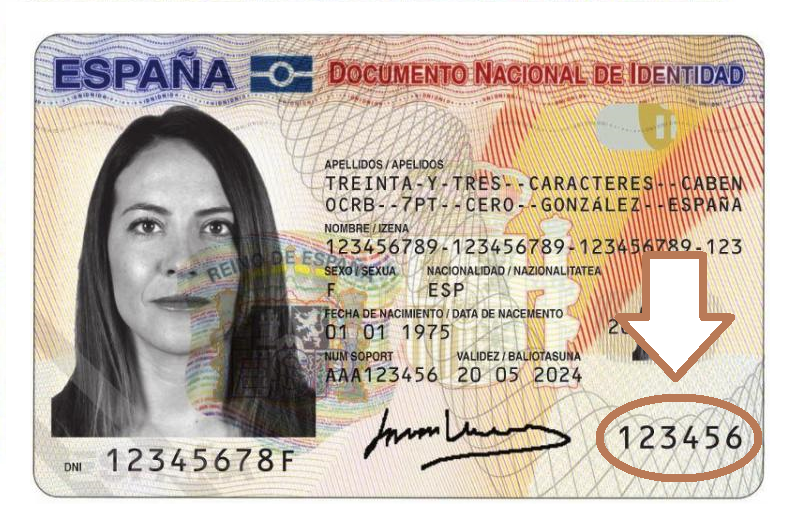 ESPAÑA DOCUMENTO NACIONAL DE IDENTIDAD
APELLIDOS / APELIDOS
TREINTA-Y-TRES--CARACTERES--CABEN
OCRB--7PT--CERO--GONZáLEZ--ESPAÑA
NOMBRE / IZENA
123456789-123456789-123456789-123
REINO DE ESPAÑA
SEXO / SEXUA NACIONALIDAD / NAZIONALITATEA
F ESP
FECHA DE NACIMIENTO / DATA DE NACEMENTO
01 01 1975
NUM SOPORT VALIDEZ / BALIOTASUNA
AAA123456 20 05 2024
123456
DNI 12345678F